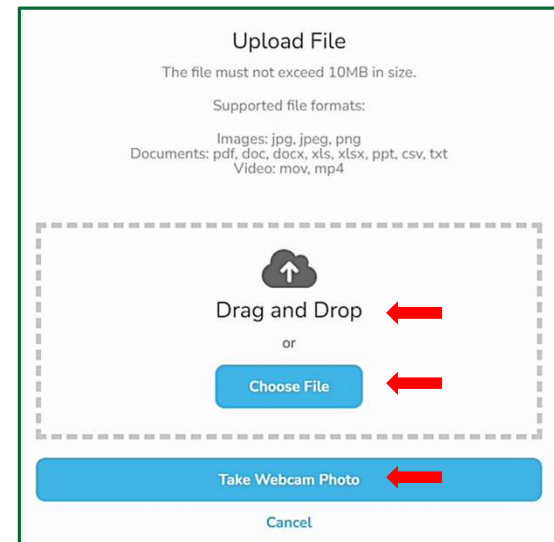 Upload File
The file must not exceed 10MB in size.
Supported file formats:
Images: jpg, jpeg, png
Documents: pdf, doc, docx, xls, xlsx, ppt, csv, txt
Video: mov, mp4
Drag and Drop
or
Choose File
Take Webcam Photo
Cancel